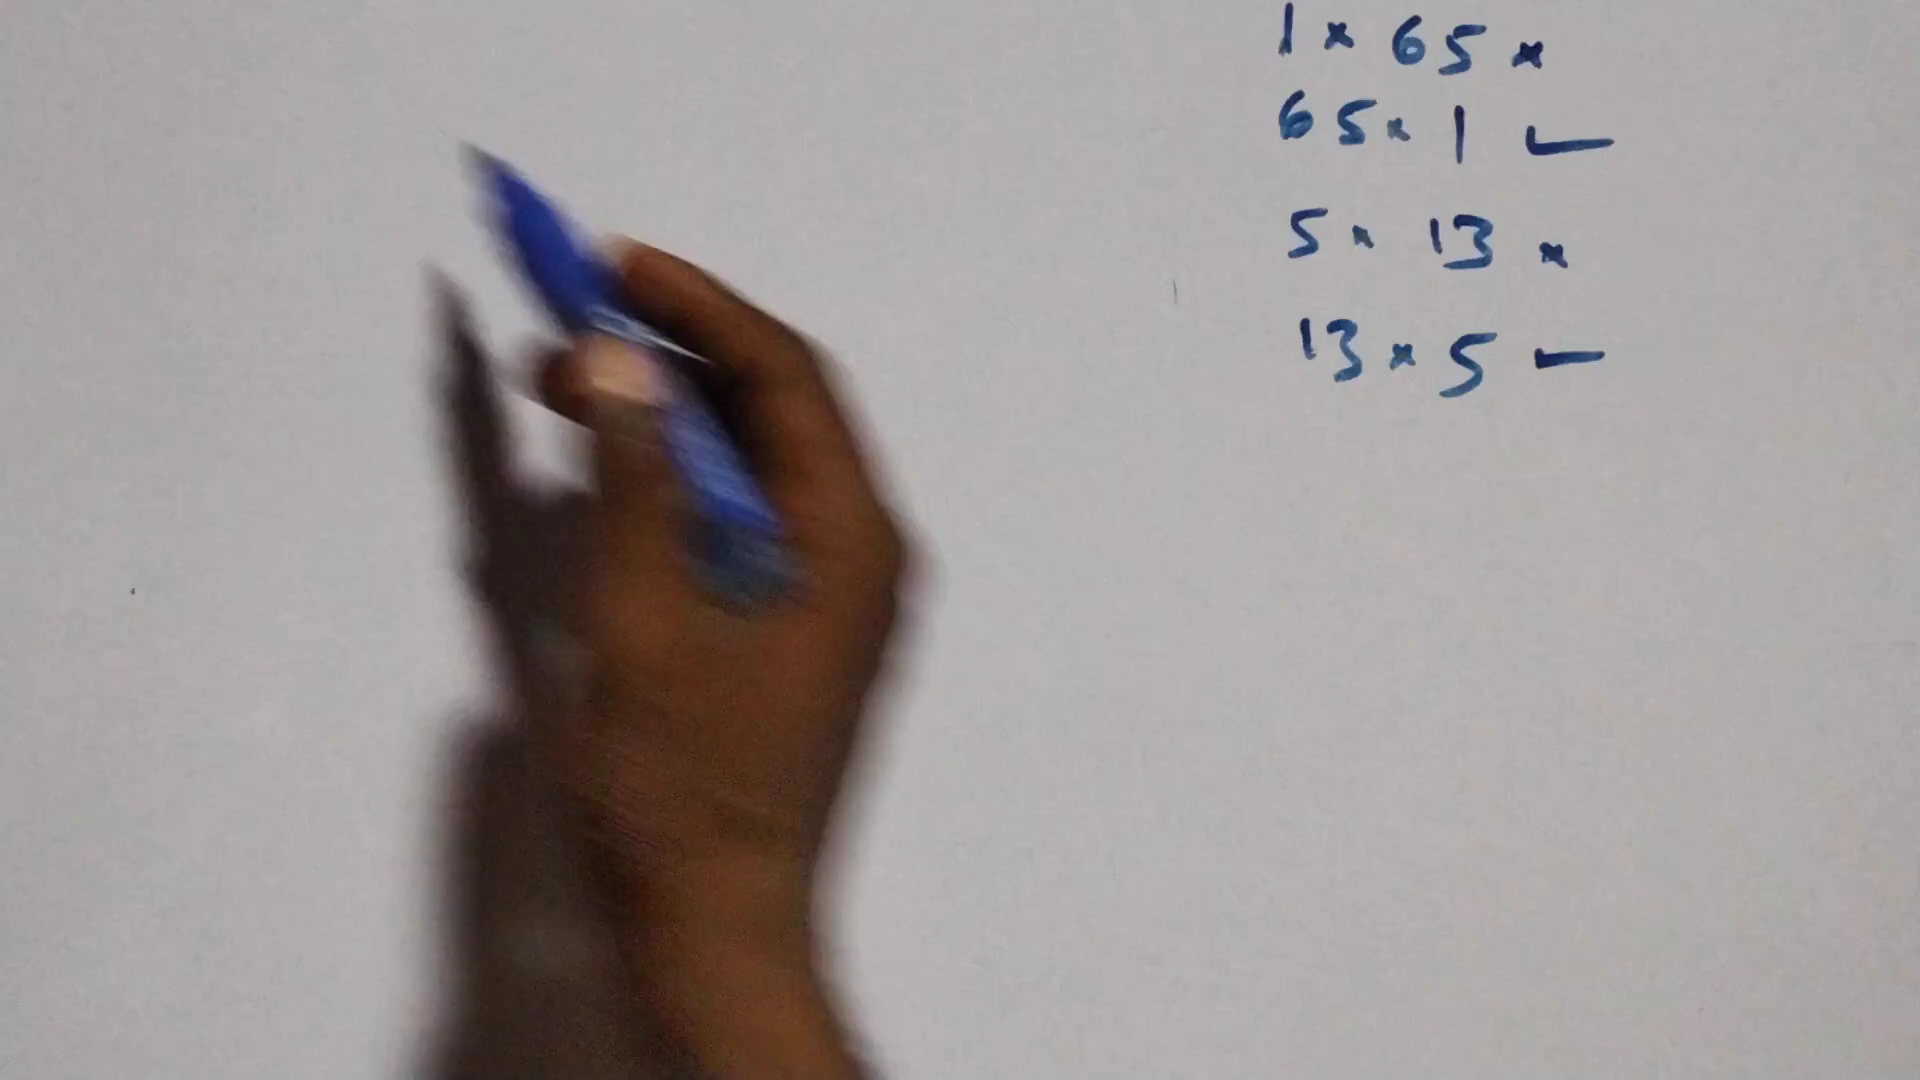 1 × 65 ×
65 × 1 ✓
5 × 13 ×
13 × 5 –